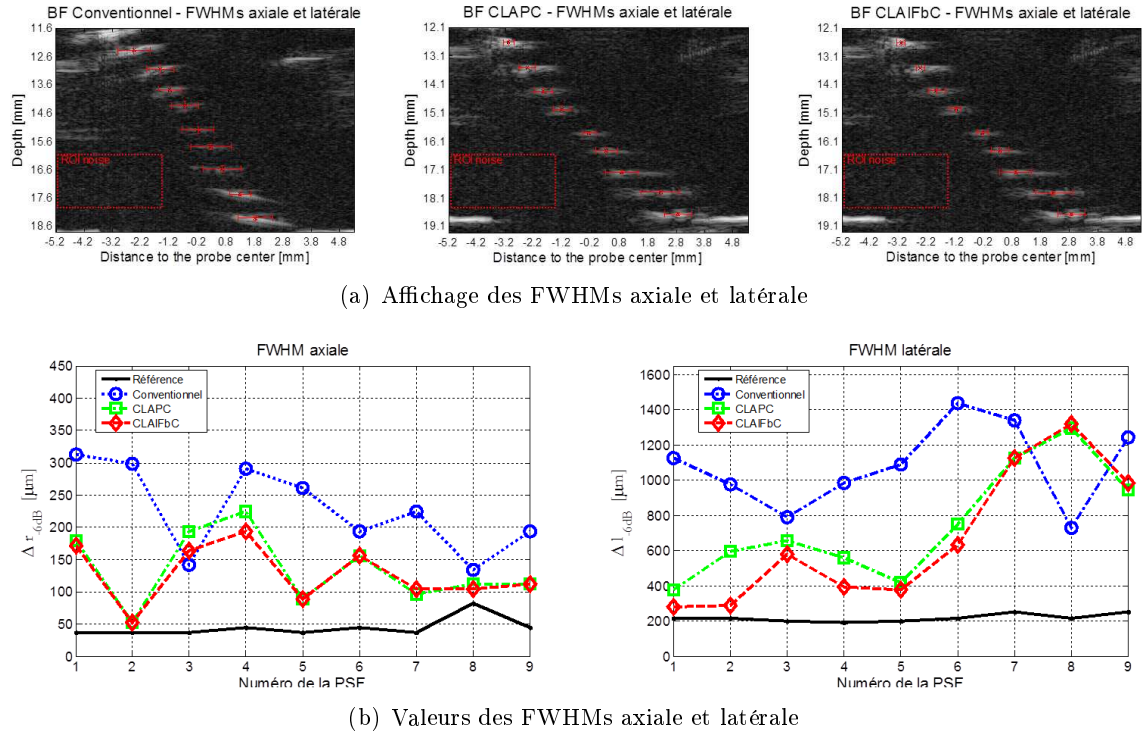 BF Conventionnel - FWHMs axiale et latérale
11.6
12.6
13.6
14.6
15.6
16.6
17.6
18.6
Depth [mm]
ROI noise
-5.2 -4.2 -3.2 -2.2 -1.2 -0.2 0.8 1.8 2.8 3.8 4.8
Distance to the probe center [mm]
BF CLAPC - FWHMs axiale et latérale
12.1
13.1
14.1
15.1
16.1
17.1
18.1
19.1
Depth [mm]
ROI noise
-5.2 -4.2 -3.2 -2.2 -1.2 -0.2 0.8 1.8 2.8 3.8 4.8
Distance to the probe center [mm]
BF CLAIFbC - FWHMs axiale et latérale
12.1
13.1
14.1
15.1
16.1
17.1
18.1
19.1
Depth [mm]
ROI noise
-5.2 -4.2 -3.2 -2.2 -1.2 -0.2 0.8 1.8 2.8 3.8 4.8
Distance to the probe center [mm]
(a) Affichage des FWHMs axiale et latérale
FWHM axiale
450
400
350
300
250
200
150
100
50
0
Δ r-6dB [µm]
Référence
Conventionnel
CLAPC
CLAIFbC
1 2 3 4 5 6 7 8 9
Numéro de la PSF
FWHM latérale
1600
1400
1200
1000
800
600
400
200
0
Δ l-6dB [µm]
Référence
Conventionnel
CLAPC
CLAIFbC
1 2 3 4 5 6 7 8 9
Numéro de la PSF
(b) Valeurs des FWHMs axiale et latérale